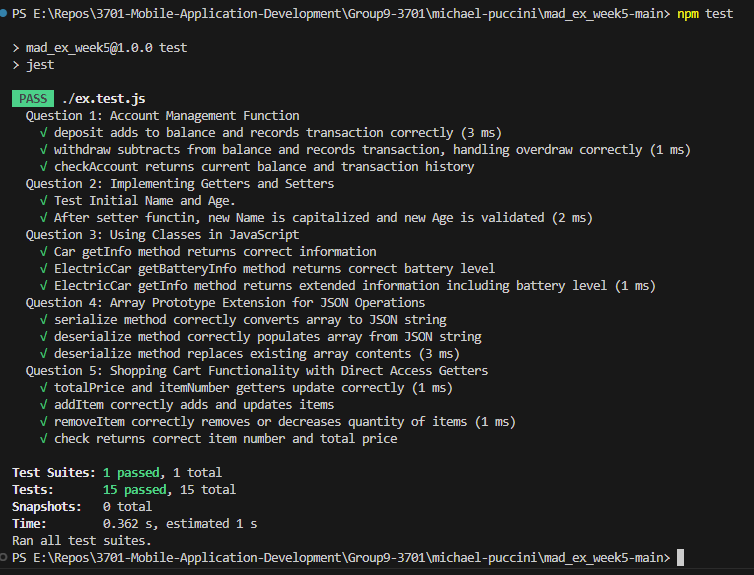 PS E:\Repos\3701-Mobile-Application-Development\Group9-3701\michael-puccini\mad_ex_week5-main> npm test
> mad_ex_week5@1.0.0 test
> jest
PASS ./ex.test.js
Question 1: Account Management Function
√ deposit adds to balance and records transaction correctly (3 ms)
√ withdraw subtracts from balance and records transaction, handling overdraw correctly (1 ms)
√ checkAccount returns current balance and transaction history
Question 2: Implementing Getters and Setters
√ Test Initial Name and Age.
√ After setter functin, new Name is capitalized and new Age is validated (2 ms)
Question 3: Using Classes in JavaScript
√ Car getInfo method returns correct information
√ ElectricCar getBatteryInfo method returns correct battery level
√ ElectricCar getInfo method returns extended information including battery level (1 ms)
Question 4: Array Prototype Extension for JSON Operations
√ serialize method correctly converts array to JSON string
√ deserialize method correctly populates array from JSON string
√ deserialize method replaces existing array contents (3 ms)
Question 5: Shopping Cart Functionality with Direct Access Getters
√ totalPrice and itemNumber getters update correctly (1 ms)
√ addItem correctly adds and updates items
√ removeItem correctly removes or decreases quantity of items (1 ms)
√ check returns correct item number and total price
Test Suites: 1 passed, 1 total
Tests: 15 passed, 15 total
Snapshots: 0 total
Time: 0.362 s, estimated 1 s
Ran all test suites.
PS E:\Repos\3701-Mobile-Application-Development\Group9-3701\michael-puccini\mad_ex_week5-main>